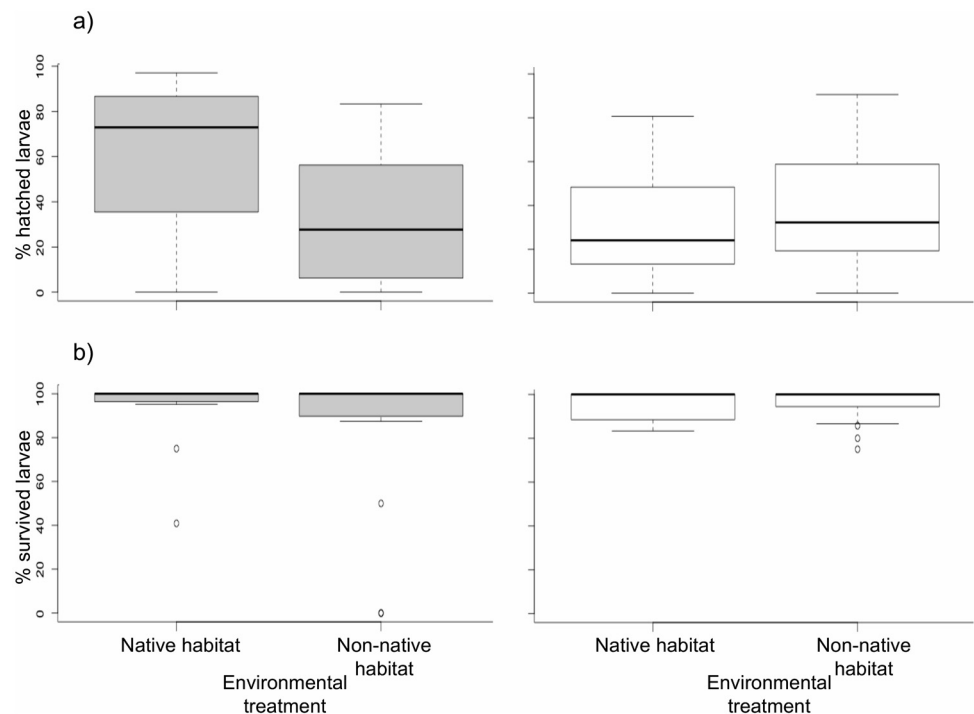 a)
% hatched larvae
100
80
60
40
20
0
b)
% survived larvae
100
80
60
40
20
0
Native habitat
Non-native
habitat
Environmental
treatment
Native habitat
Non-native
habitat
Environmental
treatment